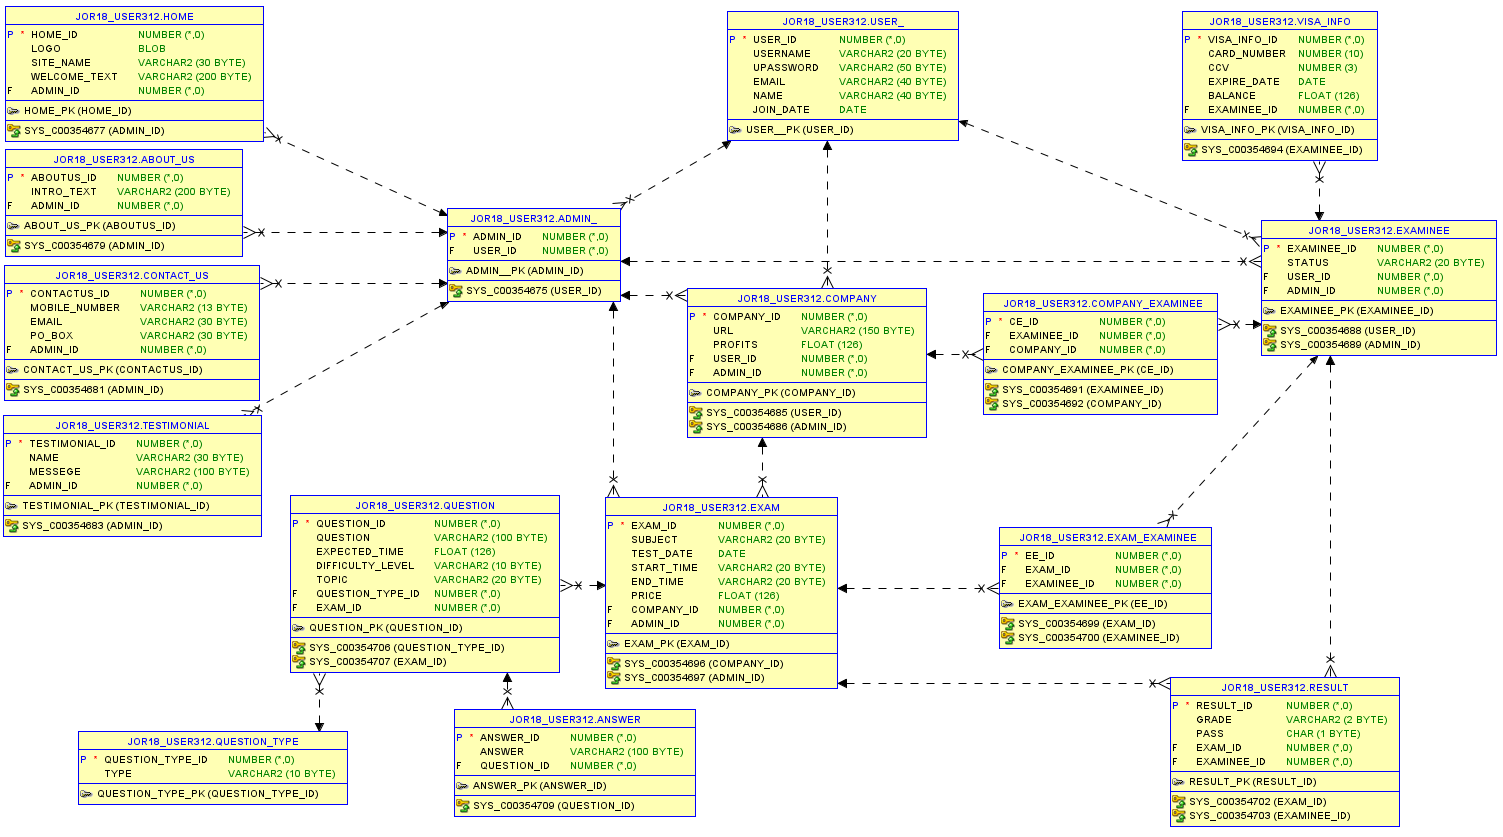 JOR18_USER312.HOME
P * HOME_ID NUMBER (*,0)
LOGO BLOB
SITE_NAME VARCHAR2 (30 BYTE)
WELCOME_TEXT VARCHAR2 (200 BYTE)
F ADMIN_ID NUMBER (*,0)
HOME_PK (HOME_ID)
SYS_C00354677 (ADMIN_ID)
JOR18_USER312.ABOUT_US
P * ABOUTUS_ID NUMBER (*,0)
INTRO_TEXT VARCHAR2 (200 BYTE)
F ADMIN_ID NUMBER (*,0)
ABOUT_US_PK (ABOUTUS_ID)
SYS_C00354679 (ADMIN_ID)
JOR18_USER312.CONTACT_US
P * CONTACTUS_ID NUMBER (*,0)
MOBILE_NUMBER VARCHAR2 (13 BYTE)
EMAIL VARCHAR2 (30 BYTE)
PO_BOX VARCHAR2 (30 BYTE)
F ADMIN_ID NUMBER (*,0)
CONTACT_US_PK (CONTACTUS_ID)
SYS_C00354681 (ADMIN_ID)
JOR18_USER312.TESTIMONIAL
P * TESTIMONIAL_ID NUMBER (*,0)
NAME VARCHAR2 (30 BYTE)
MESSEGE VARCHAR2 (100 BYTE)
F ADMIN_ID NUMBER (*,0)
TESTIMONIAL_PK (TESTIMONIAL_ID)
SYS_C00354683 (ADMIN_ID)
JOR18_USER312.USER_
P * USER_ID NUMBER (*,0)
USERNAME VARCHAR2 (20 BYTE)
UPASSWORD VARCHAR2 (50 BYTE)
EMAIL VARCHAR2 (40 BYTE)
NAME VARCHAR2 (40 BYTE)
JOIN_DATE DATE
USER__PK (USER_ID)
JOR18_USER312.VISA_INFO
P * VISA_INFO_ID NUMBER (*,0)
CARD_NUMBER NUMBER (10)
CCV NUMBER (3)
EXPIRE_DATE DATE
BALANCE FLOAT (126)
F EXAMINEE_ID NUMBER (*,0)
VISA_INFO_PK (VISA_INFO_ID)
SYS_C00354694 (EXAMINEE_ID)
JOR18_USER312.ADMIN_
P * ADMIN_ID NUMBER (*,0)
F USER_ID NUMBER (*,0)
ADMIN__PK (ADMIN_ID)
SYS_C00354675 (USER_ID)
JOR18_USER312.COMPANY
P * COMPANY_ID NUMBER (*,0)
URL VARCHAR2 (150 BYTE)
PROFITS FLOAT (126)
F USER_ID NUMBER (*,0)
F ADMIN_ID NUMBER (*,0)
COMPANY_PK (COMPANY_ID)
SYS_C00354685 (USER_ID)
SYS_C00354686 (ADMIN_ID)
JOR18_USER312.COMPANY_EXAMINEE
P * CE_ID NUMBER (*,0)
F EXAMINEE_ID NUMBER (*,0)
F COMPANY_ID NUMBER (*,0)
COMPANY_EXAMINEE_PK (CE_ID)
SYS_C00354691 (EXAMINEE_ID)
SYS_C00354692 (COMPANY_ID)
JOR18_USER312.EXAMINEE
P * EXAMINEE_ID NUMBER (*,0)
STATUS VARCHAR2 (20 BYTE)
F USER_ID NUMBER (*,0)
F ADMIN_ID NUMBER (*,0)
EXAMINEE_PK (EXAMINEE_ID)
SYS_C00354688 (USER_ID)
SYS_C00354689 (ADMIN_ID)
JOR18_USER312.QUESTION
P * QUESTION_ID NUMBER (*,0)
QUESTION VARCHAR2 (100 BYTE)
EXPECTED_TIME FLOAT (126)
DIFFICULTY_LEVEL VARCHAR2 (10 BYTE)
TOPIC VARCHAR2 (20 BYTE)
F QUESTION_TYPE_ID NUMBER (*,0)
F EXAM_ID NUMBER (*,0)
QUESTION_PK (QUESTION_ID)
SYS_C00354706 (QUESTION_TYPE_ID)
SYS_C00354707 (EXAM_ID)
JOR18_USER312.EXAM
P * EXAM_ID NUMBER (*,0)
SUBJECT VARCHAR2 (20 BYTE)
TEST_DATE DATE
START_TIME VARCHAR2 (20 BYTE)
END_TIME VARCHAR2 (20 BYTE)
PRICE FLOAT (126)
F COMPANY_ID NUMBER (*,0)
F ADMIN_ID NUMBER (*,0)
EXAM_PK (EXAM_ID)
SYS_C00354696 (COMPANY_ID)
SYS_C00354697 (ADMIN_ID)
JOR18_USER312.EXAM_EXAMINEE
P * EE_ID NUMBER (*,0)
F EXAM_ID NUMBER (*,0)
F EXAMINEE_ID NUMBER (*,0)
EXAM_EXAMINEE_PK (EE_ID)
SYS_C00354699 (EXAM_ID)
SYS_C00354700 (EXAMINEE_ID)
JOR18_USER312.QUESTION_TYPE
P * QUESTION_TYPE_ID NUMBER (*,0)
TYPE VARCHAR2 (10 BYTE)
QUESTION_TYPE_PK (QUESTION_TYPE_ID)
JOR18_USER312.ANSWER
P * ANSWER_ID NUMBER (*,0)
ANSWER VARCHAR2 (100 BYTE)
F QUESTION_ID NUMBER (*,0)
ANSWER_PK (ANSWER_ID)
SYS_C00354709 (QUESTION_ID)
JOR18_USER312.RESULT
P * RESULT_ID NUMBER (*,0)
GRADE VARCHAR2 (2 BYTE)
PASS CHAR (1 BYTE)
F EXAM_ID NUMBER (*,0)
F EXAMINEE_ID NUMBER (*,0)
RESULT_PK (RESULT_ID)
SYS_C00354702 (EXAM_ID)
SYS_C00354703 (EXAMINEE_ID)